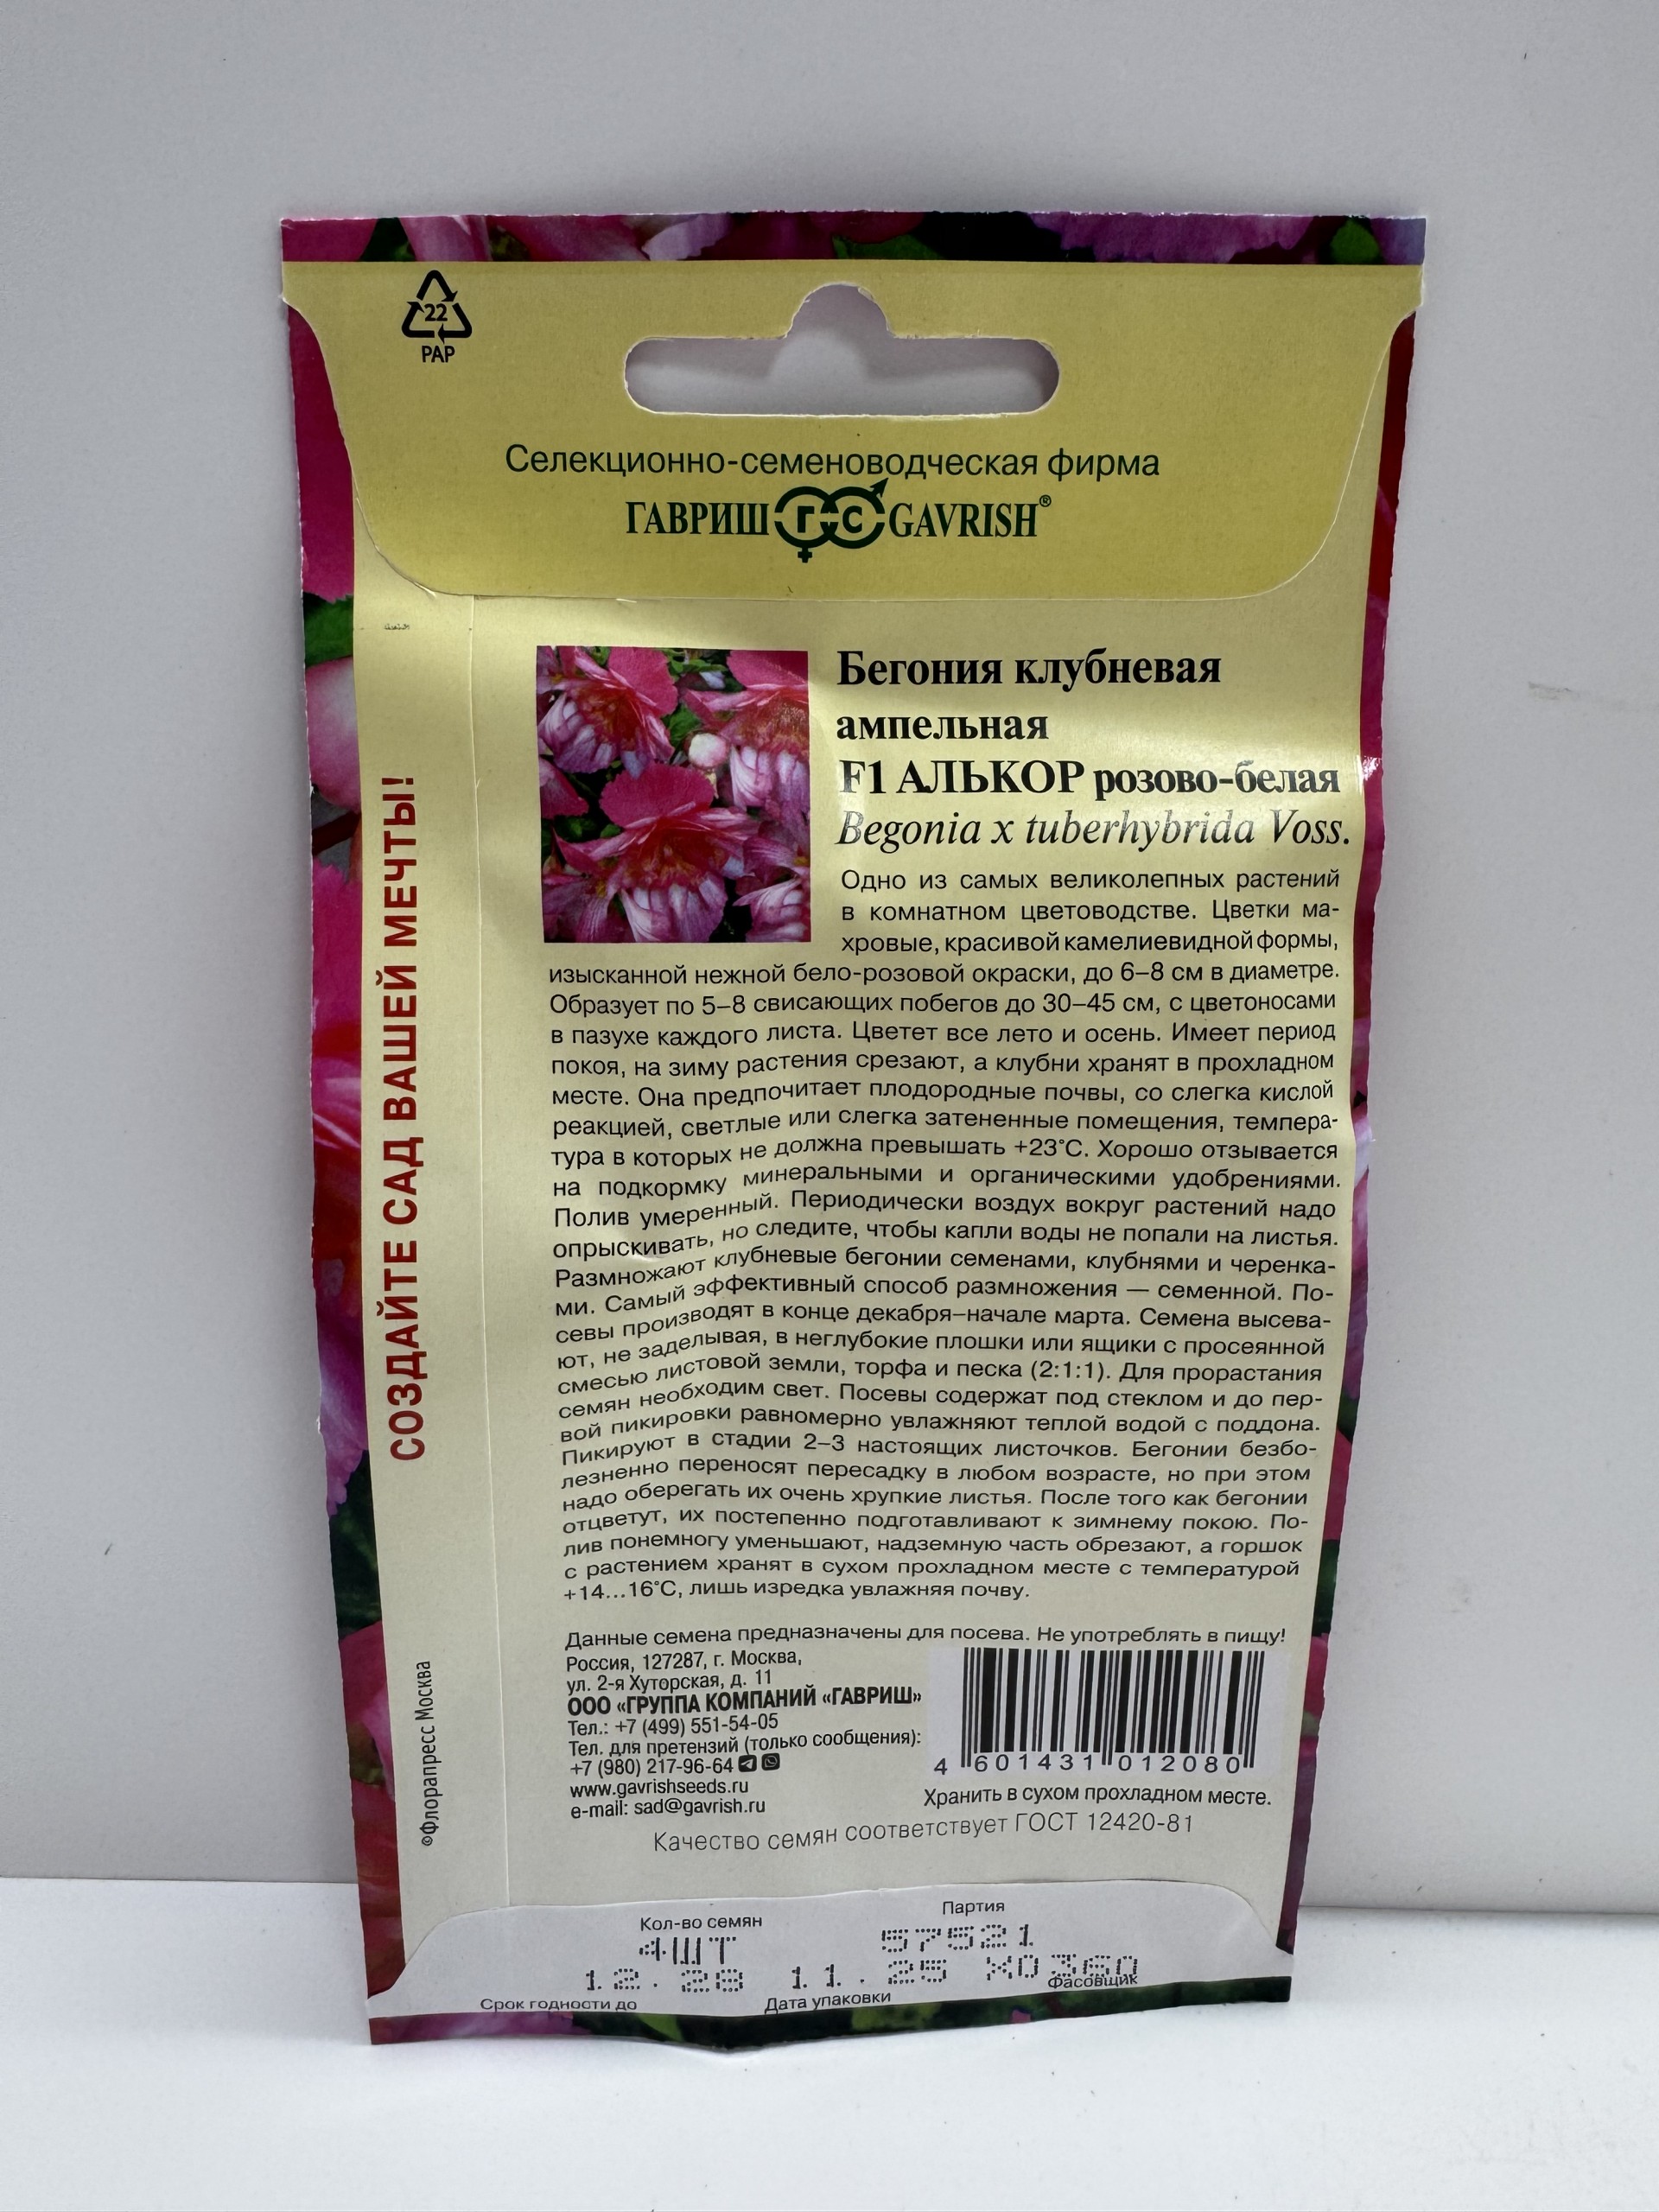 22
PAP
Селекционно-семеноводческая фирма
ГАВРИШ ГС GAVRISH®
СОЗДАЙТЕ САД ВАШЕЙ МЕЧТЫ!
©Флорапресс Москва
Бегония клубневая
ампельная
F1 АЛЬКОР розово-белая
Begonia x tuberhybrida Voss.
Одно из самых великолепных растений
в комнатном цветоводстве. Цветки ма-
хровые, красивой камелиевидной формы,
изысканной нежной бело-розовой окраски, до 6–8 см в диаметре.
Образует по 5–8 свисающих побегов до 30–45 см, с цветоносами
в пазухе каждого листа. Цветет все лето и осень. Имеет период
покоя, на зиму растения срезают, а клубни хранят в прохладном
месте. Она предпочитает плодородные почвы, со слегка кислой
реакцией, светлые или слегка затененные помещения, темпера-
тура в которых не должна превышать +23°С. Хорошо отзывается
на подкормку минеральными и органическими удобрениями.
Полив умеренный. Периодически воздух вокруг растений надо
опрыскивать, но следите, чтобы капли воды не попали на листья.
Размножают клубневые бегонии семенами, клубнями и черенка-
ми. Самый эффективный способ размножения — семенной. По-
севы производят в конце декабря–начале марта. Семена высева-
ют, не заделывая, в неглубокие плошки или ящики с просеянной
смесью листовой земли, торфа и песка (2:1:1). Для прорастания
семян необходим свет. Посевы содержат под стеклом и до пер-
вой пикировки равномерно увлажняют теплой водой с поддона.
Пикируют в стадии 2–3 настоящих листочков. Бегонии безбо-
лезненно переносят пересадку в любом возрасте, но при этом
надо оберегать их очень хрупкие листья. После того как бегонии
отцветут, их постепенно подготавливают к зимнему покою. По-
лив понемногу уменьшают, надземную часть обрезают, а горшок
с растением хранят в сухом прохладном месте с температурой
+14...16°С, лишь изредка увлажняя почву.
Данные семена предназначены для посева. Не употреблять в пищу!
Россия, 127287, г. Москва,
ул. 2-я Хуторская, д. 11
ООО «ГРУППА КОМПАНИЙ «ГАВРИШ»
Тел.: +7 (499) 551-54-05
Тел. для претензий (только сообщения):
+7 (980) 217-96-64
www.gavrishseeds.ru
e-mail: sad@gavrish.ru
4 601431 012080
Хранить в сухом прохладном месте.
Качество семян соответствует ГОСТ 12420-81
Кол-во семян
Партия
4ШТ 57521
12.28 11.25 Х0360
Срок годности до
Дата упаковки
Фасовщик